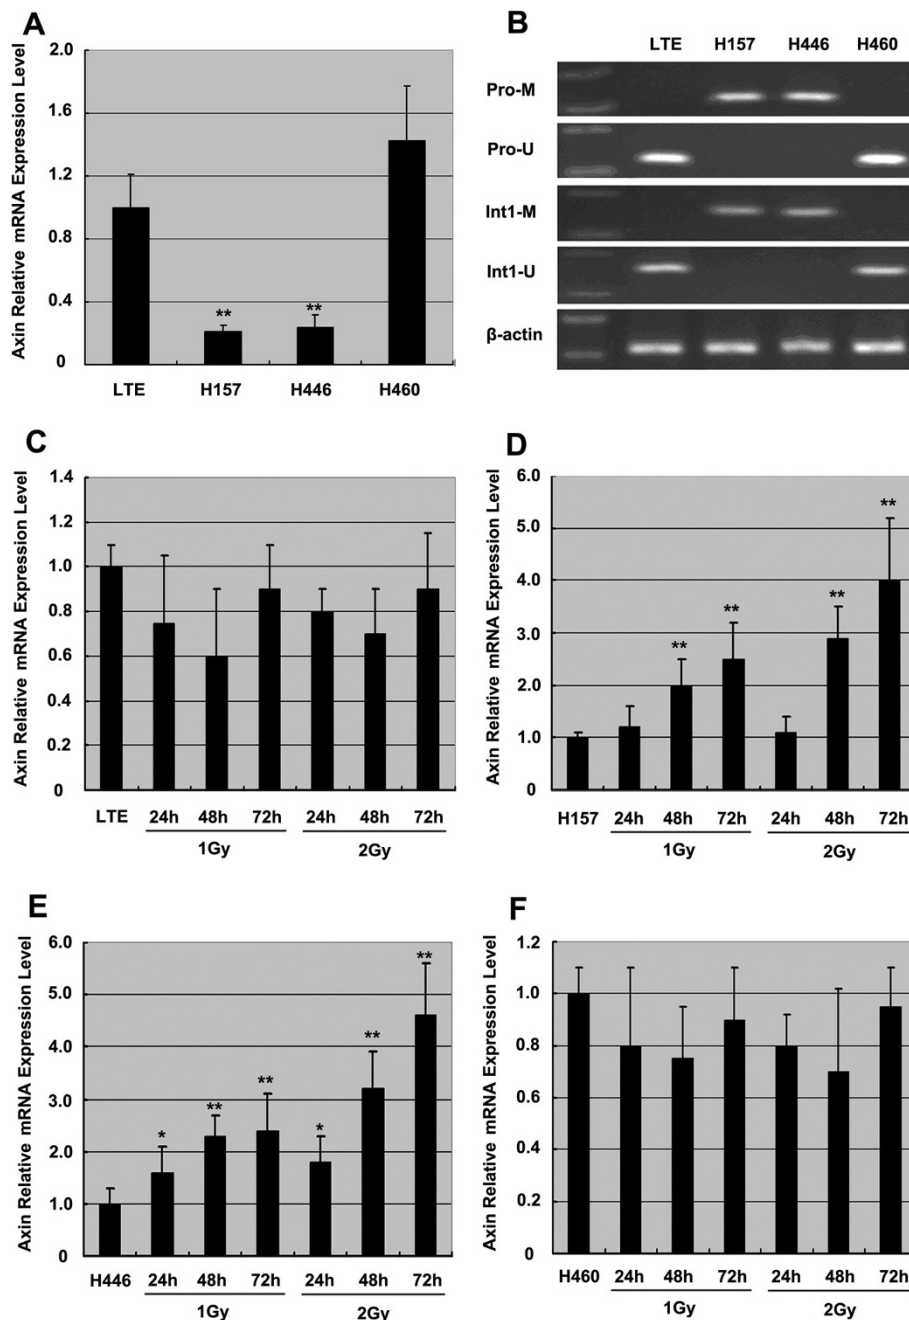 A
Axin Relative mRNA Expression Level
2.0
1.6
1.2
0.8
0.4
0
**
**
LTE H157 H446 H460
B
LTE H157 H446 H460
Pro-M
Pro-U
Int1-M
Int1-U
β-actin
C
Axin Relative mRNA Expression Level
1.4
1.2
1.0
0.8
0.6
0.4
0.2
0
LTE 24h 48h 72h 24h 48h 72h
1Gy 2Gy
D
Axin Relative mRNA Expression Level
6.0
5.0
4.0
3.0
2.0
1.0
0
** ** ** **
H157 24h 48h 72h 24h 48h 72h
1Gy 2Gy
E
Axin Relative mRNA Expression Level
6.0
5.0
4.0
3.0
2.0
1.0
0
* ** ** * ** **
H446 24h 48h 72h 24h 48h 72h
1Gy 2Gy
F
Axin Relative mRNA Expression Level
1.2
1.0
0.8
0.6
0.4
0.2
0
H460 24h 48h 72h 24h 48h 72h
1Gy 2Gy